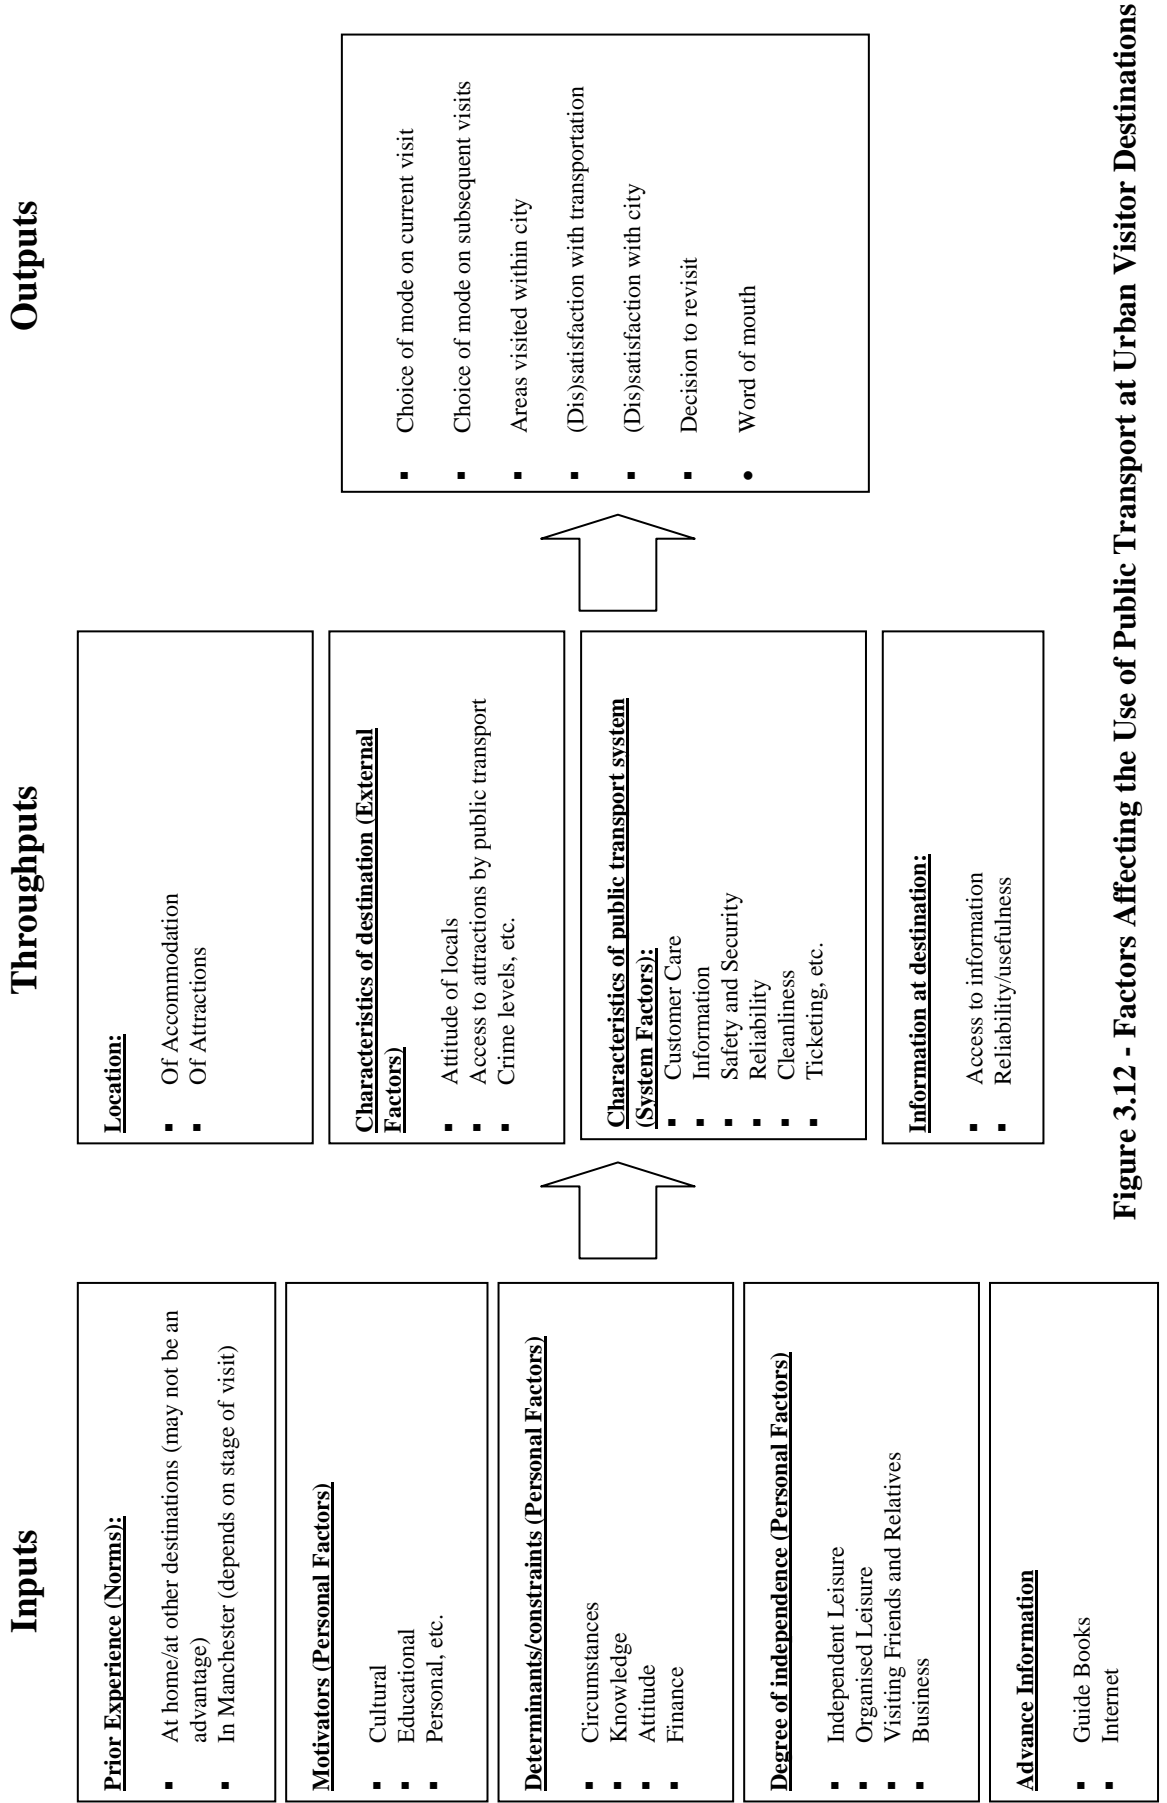 Inputs
Prior Experience (Norms):
▪ At home/at other destinations (may not be an
advantage)
▪ In Manchester (depends on stage of visit)
Motivators (Personal Factors)
▪ Cultural
▪ Educational
▪ Personal, etc.
Determinants/constraints (Personal Factors)
▪ Circumstances
▪ Knowledge
▪ Attitude
▪ Finance
Degree of independence (Personal Factors)
▪ Independent Leisure
▪ Organised Leisure
▪ Visiting Friends and Relatives
▪ Business
Advance Information
▪ Guide Books
▪ Internet
Throughputs
Location:
▪ Of Accommodation
▪ Of Attractions
Characteristics of destination (External
Factors)
▪ Attitude of locals
▪ Access to attractions by public transport
▪ Crime levels, etc.
Characteristics of public transport system
(System Factors):
▪ Customer Care
▪ Information
▪ Safety and Security
▪ Reliability
▪ Cleanliness
▪ Ticketing, etc.
Information at destination:
▪ Access to information
▪ Reliability/usefulness
Outputs
▪ Choice of mode on current visit
▪ Choice of mode on subsequent visits
▪ Areas visited within city
▪ (Dis)satisfaction with transportation
▪ (Dis)satisfaction with city
▪ Decision to revisit
• Word of mouth
Figure 3.12 - Factors Affecting the Use of Public Transport at Urban Visitor Destinations